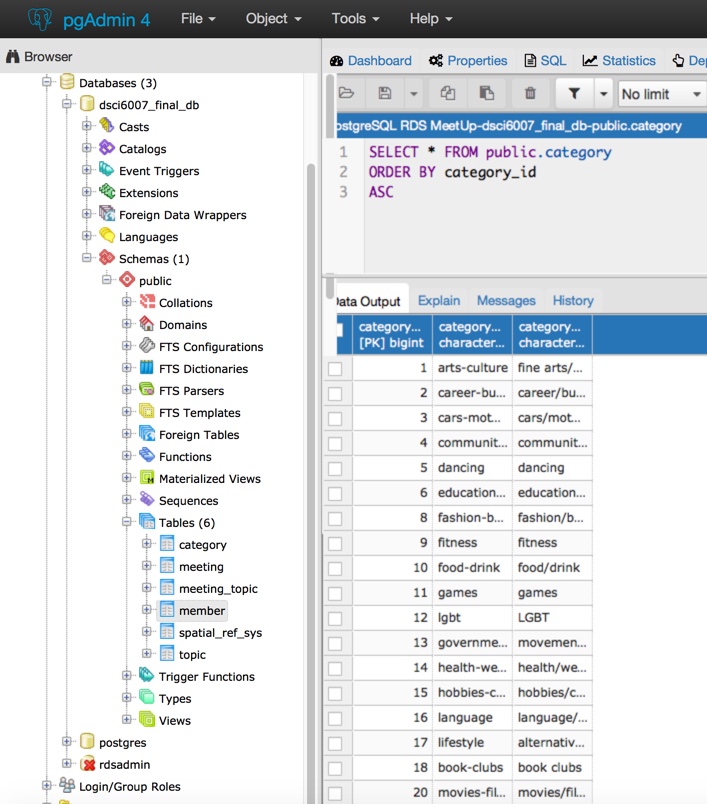 pgAdmin 4 File Object Tools Help
Browser
Dashboard Properties SQL Statistics Dep
Databases (3)
dsci6007_final_db
Casts
Catalogs
Event Triggers
Extensions
Foreign Data Wrappers
Languages
Schemas (1)
public
Collations
Domains
FTS Configurations
FTS Dictionaries
FTS Parsers
FTS Templates
Foreign Tables
Functions
Materialized Views
Sequences
Tables (6)
category
meeting
meeting_topic
member
spatial_ref_sys
topic
Trigger Functions
Types
Views
postgres
rdsadmin
Login/Group Roles
No limit
ostgreSQL RDS MeetUp-dsci6007_final_db-public.category
1 SELECT * FROM public.category
2 ORDER BY category_id
3 ASC
Data Output Explain Messages History
category... category... category...
[PK] bigint character... character...
1 arts-culture fine arts/...
2 career-bu... career/bu...
3 cars-mot... cars/mot...
4 communit... communit...
5 dancing dancing
6 education... education...
8 fashion-b... fashion/b...
9 fitness fitness
10 food-drink food/drink
11 games games
12 lgbt LGBT
13 governme... movemen...
14 health-we... health/we...
15 hobbies-c... hobbies/c...
16 language language/...
17 lifestyle alternativ...
18 book-clubs book clubs
20 movies-fil... movies/fil...